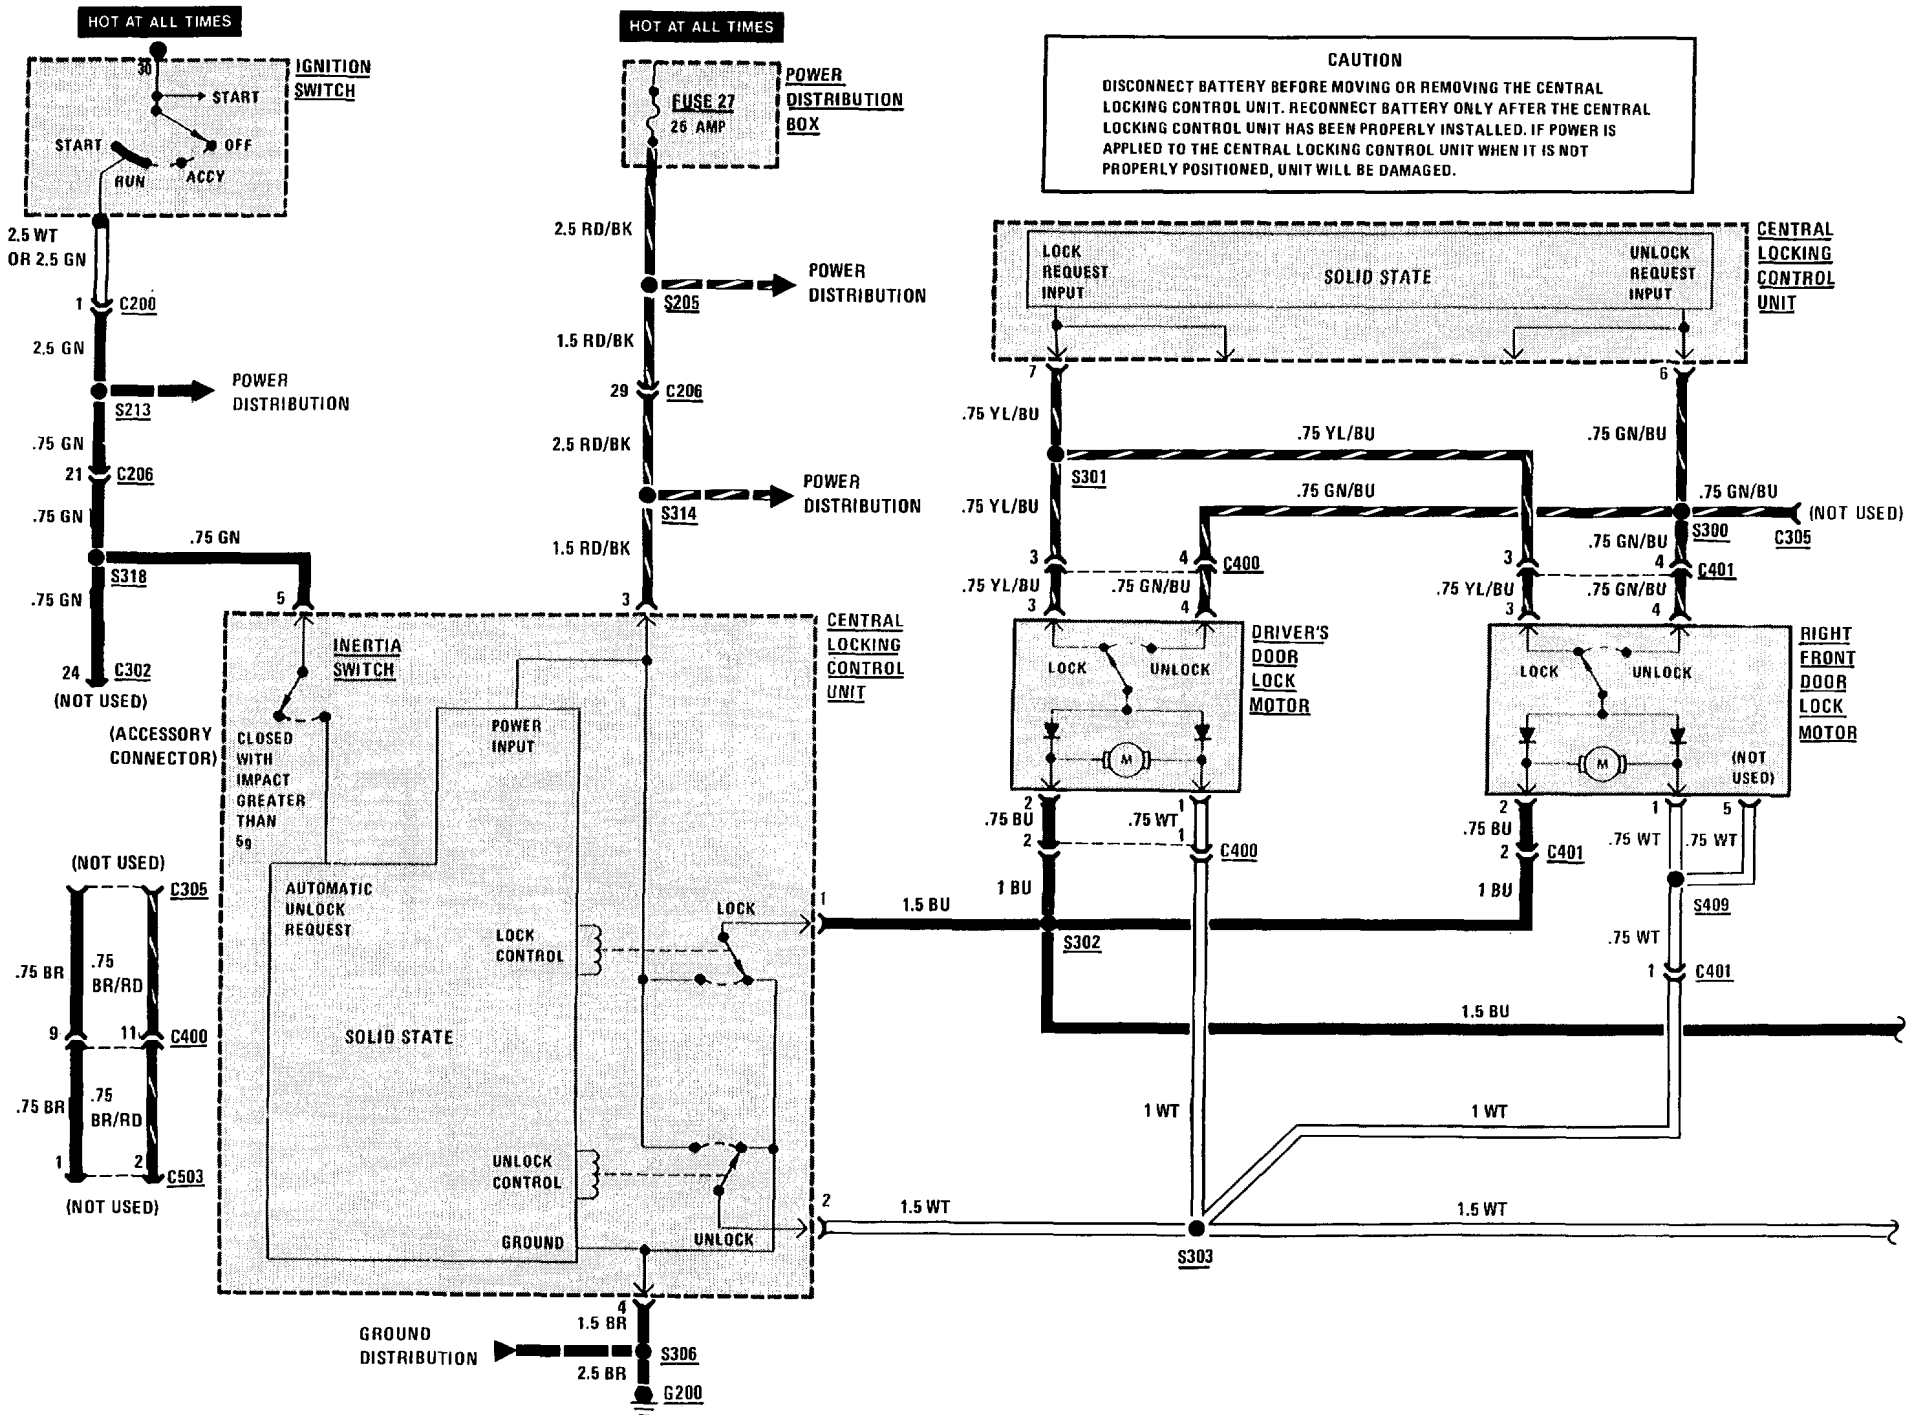 HOT AT ALL TIMES
30
IGNITION
SWITCH
START
START
OFF
RUN
ACCY
2.5 WT
OR 2.5 GN
1
C200
2.5 GN
S213
POWER
DISTRIBUTION
.75 GN
21
C206
.75 GN
S318
.75 GN
.75 GN
24
C302
(NOT USED)
(ACCESSORY
CONNECTOR)
HOT AT ALL TIMES
FUSE 27
25 AMP
POWER
DISTRIBUTION
BOX
2.5 RD/BK
S205
POWER
DISTRIBUTION
1.5 RD/BK
29
C206
2.5 RD/BK
S314
POWER
DISTRIBUTION
1.5 RD/BK
5
3
CAUTION
DISCONNECT BATTERY BEFORE MOVING OR REMOVING THE CENTRAL
LOCKING CONTROL UNIT. RECONNECT BATTERY ONLY AFTER THE CENTRAL
LOCKING CONTROL UNIT HAS BEEN PROPERLY INSTALLED. IF POWER IS
APPLIED TO THE CENTRAL LOCKING CONTROL UNIT WHEN IT IS NOT
PROPERLY POSITIONED, UNIT WILL BE DAMAGED.
LOCK
REQUEST
INPUT
SOLID STATE
UNLOCK
REQUEST
INPUT
CENTRAL
LOCKING
CONTROL
UNIT
7
6
.75 YL/BU
.75 YL/BU
.75 GN/BU
S301
.75 YL/BU
.75 GN/BU
.75 GN/BU
(NOT USED)
S300
C305
3
4
C400
3
.75 GN/BU
4
C401
.75 YL/BU
.75 GN/BU
.75 YL/BU
.75 GN/BU
3
4
3
4
LOCK
UNLOCK
M
DRIVER'S
DOOR
LOCK
MOTOR
LOCK
UNLOCK
M
(NOT
USED)
RIGHT
FRONT
DOOR
LOCK
MOTOR
2
1
2
1
5
.75 BU
.75 WT
.75 BU
.75 WT
.75 WT
2
1
C400
2
C401
1 BU
1 BU
S409
.75 WT
1
C401
INERTIA
SWITCH
CENTRAL
LOCKING
CONTROL
UNIT
CLOSED
WITH
IMPACT
GREATER
THAN
5g
POWER
INPUT
AUTOMATIC
UNLOCK
REQUEST
LOCK
CONTROL
LOCK
SOLID STATE
UNLOCK
CONTROL
UNLOCK
GROUND
1
1.5 BU
S302
1.5 BU
1 WT
1 WT
2
1.5 WT
S303
1.5 WT
(NOT USED)
C305
.75 BR
.75
BR/RD
9
11
C400
.75 BR
.75
BR/RD
1
2
C503
(NOT USED)
4
1.5 BR
GROUND
DISTRIBUTION
S306
2.5 BR
G200